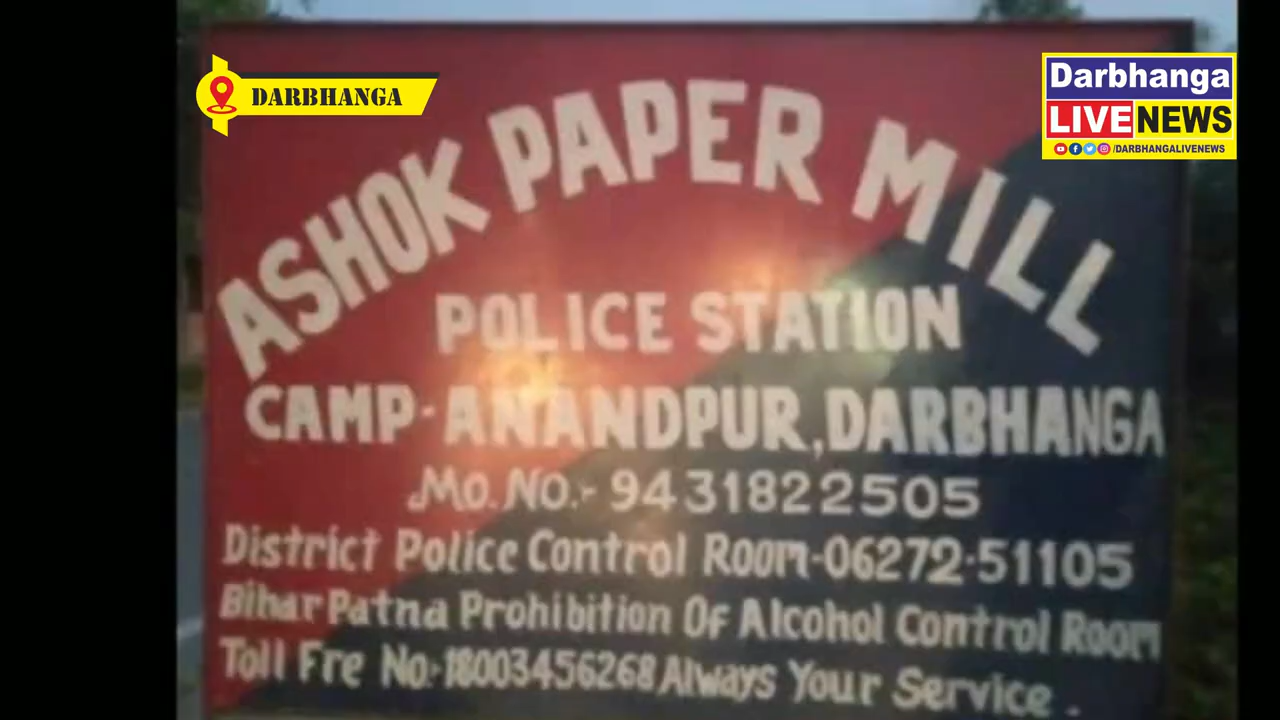 DARBHANGA
Darbhanga
LIVE NEWS
/DARBHANGALIVENEWS
ASHOK PAPER MILL
POLICE STATION
CAMP-ANANDPUR, DARBHANGA
Mo. No.:- 9431822505
District Police Control Room-06272-51105
Bihar Patna Prohibition Of Alcohol Control Room
Toll Fre No-18003456268 Always Your Service.